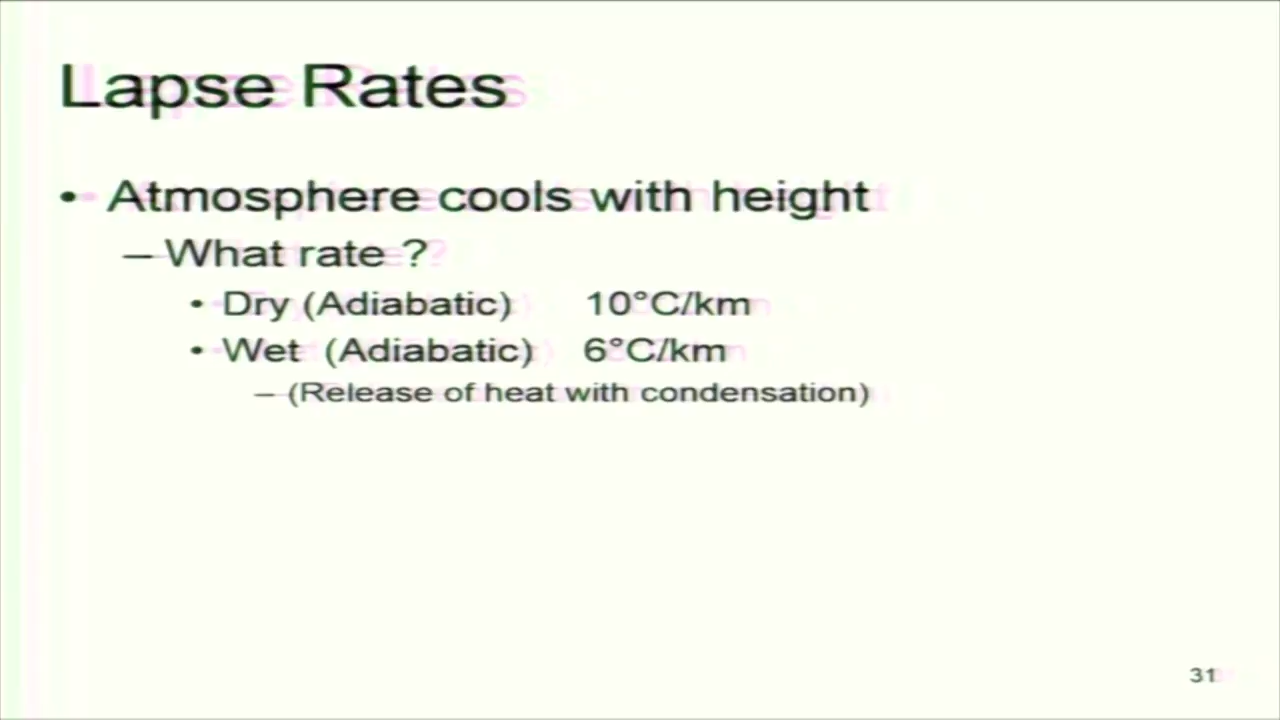 Lapse Rates
• Atmosphere cools with height
– What rate ?
• Dry (Adiabatic) 10°C/km
• Wet (Adiabatic) 6°C/km
– (Release of heat with condensation)
31